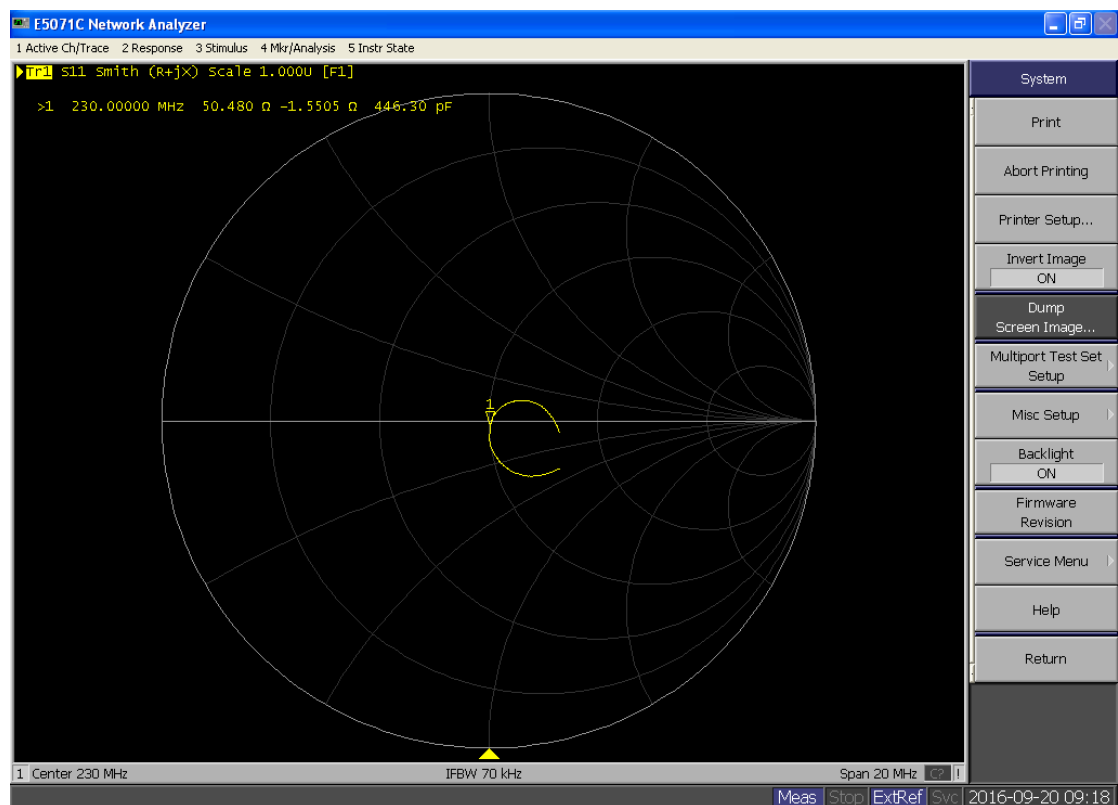 E5071C Network Analyzer
1 Active Ch/Trace 2 Response 3 Stimulus 4 Mkr/Analysis 5 Instr State
Tr1 S11 Smith (R+jX) Scale 1.000U [F1]
>1 230.00000 MHz 50.480 Ω -1.5505 Ω 446.30 pF
1
System
Print
Abort Printing
Printer Setup...
Invert Image
ON
Dump
Screen Image...
Multiport Test Set
Setup
Misc Setup
Backlight
ON
Firmware
Revision
Service Menu
Help
Return
1 Center 230 MHz IFBW 70 kHz Span 20 MHz C? !
Meas Stop ExtRef Svc 2016-09-20 09:18